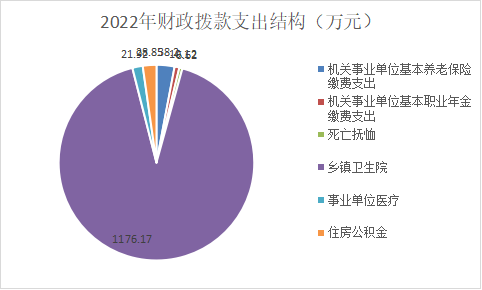 2022年财政拨款支出结构（万元）
1176.17
机关事业单位基本养老保险
缴费支出
机关事业单位基本职业年金
缴费支出
死亡抚恤
乡镇卫生院
事业单位医疗
住房公积金